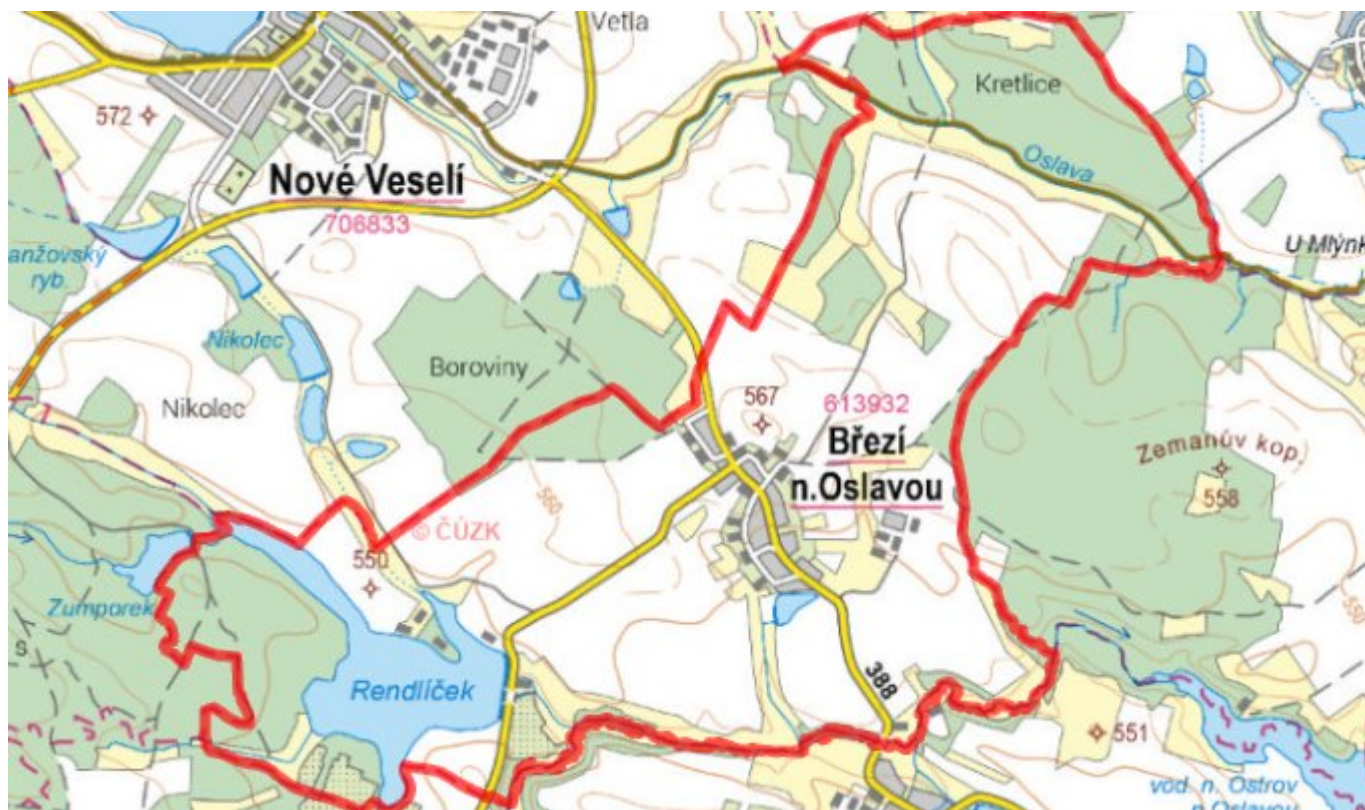 Vetla
Kretlice
572
Oslava
Nové Veselí
706833
U Mlýnk
anžovský
ryb.
Nikolec
Boroviny
Nikolec
567
613932
Březí
n.Oslavou
Zemanův kop.
558
560
© ČÚZK
550
Zumporek
s
550
Rendlíček
388
551
vod. n. Ostrov
n.Oslavou